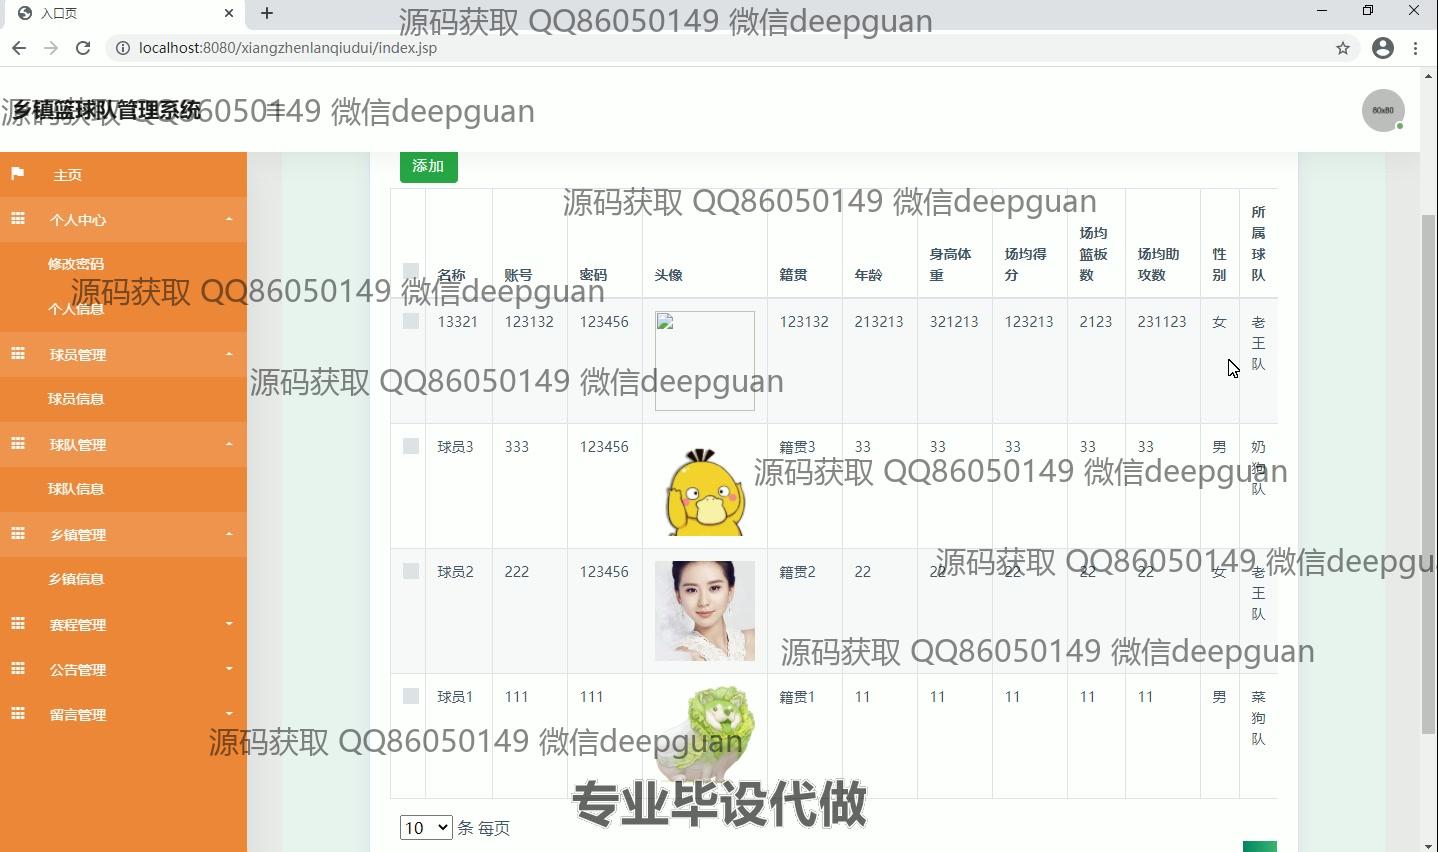 入口页
源码获取 QQ86050149 微信deepguan
localhost:8080/xiangzhenlanqiudui/index.jsp
乡镇篮球队管理系统
源码获取 QQ86050149 微信deepguan
80x80
主页
个人中心
修改密码
个人信息
球员管理
球员信息
球队管理
球队信息
乡镇管理
乡镇信息
赛程管理
公告管理
留言管理
添加
源码获取 QQ86050149 微信deepguan
名称 账号 密码 头像 籍贯 年龄 身高体重 场均得分 场均篮板数 场均助攻数 性别 所属球队
源码获取 QQ86050149 微信deepguan
13321 123132 123456 123132 213213 321213 123213 2123 231123 女 老王队
源码获取 QQ86050149 微信deepguan
球员3 333 123456 籍贯3 33 33 33 33 33 男 奶狗队
源码获取 QQ86050149 微信deepguan
球员2 222 123456 籍贯2 22 22 22 22 22 女 老王队
源码获取 QQ86050149 微信deepgu
源码获取 QQ86050149 微信deepguan
球员1 111 111 籍贯1 11 11 11 11 11 男 菜狗队
源码获取 QQ86050149 微信deepguan
专业毕设代做
10 条 每页